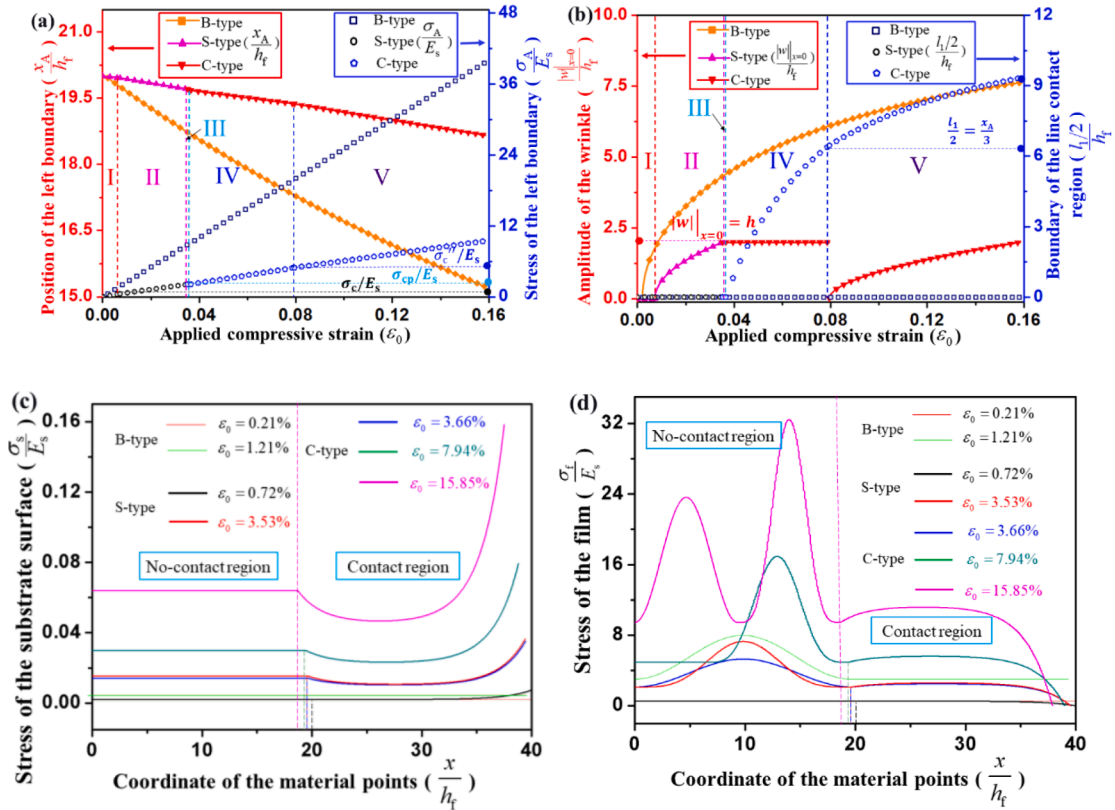 (a)
B-type
S-type (x_A/h_f)
C-type
B-type
S-type (σ_A/E_s)
C-type
Position of the left boundary (x_A/h_f)
21.0
19.5
18.0
16.5
15.0
I
II
III
IV
V
σ_c″/E_s
σ_cp/E_s
σ_c/E_s
48
36
24
12
0
Stress of the left boundary (σ_A/E_s)
0.00 0.04 0.08 0.12 0.16
Applied compressive strain (ε_0)
(b)
B-type
S-type (|w||_{x=0}/h_f)
C-type
B-type
S-type (l_1/2/h_f)
C-type
Amplitude of the wrinkle (|w||_{x=0}/h_f)
10.0
7.5
5.0
2.5
0.0
I
II
III
IV
V
l_1/2 = x_A/3
|w||_{x=0} = h
12
9
6
3
0
Boundary of the line contact
region (l_1/2/h_f)
0.00 0.04 0.08 0.12 0.16
Applied compressive strain (ε_0)
(c)
Stress of the substrate surface (σ_s^s/E_s)
0.16
0.12
0.08
0.04
0.00
B-type
ε_0 = 0.21%
ε_0 = 1.21%
S-type
ε_0 = 0.72%
ε_0 = 3.53%
C-type
ε_0 = 3.66%
ε_0 = 7.94%
ε_0 = 15.85%
No-contact region
Contact region
0 10 20 30 40
Coordinate of the material points (x/h_f)
(d)
Stress of the film (σ_f/E_s)
32
24
16
8
0
No-contact region
B-type
ε_0 = 0.21%
ε_0 = 1.21%
S-type
ε_0 = 0.72%
ε_0 = 3.53%
C-type
ε_0 = 3.66%
ε_0 = 7.94%
ε_0 = 15.85%
Contact region
0 10 20 30 40
Coordinate of the material points (x/h_f)